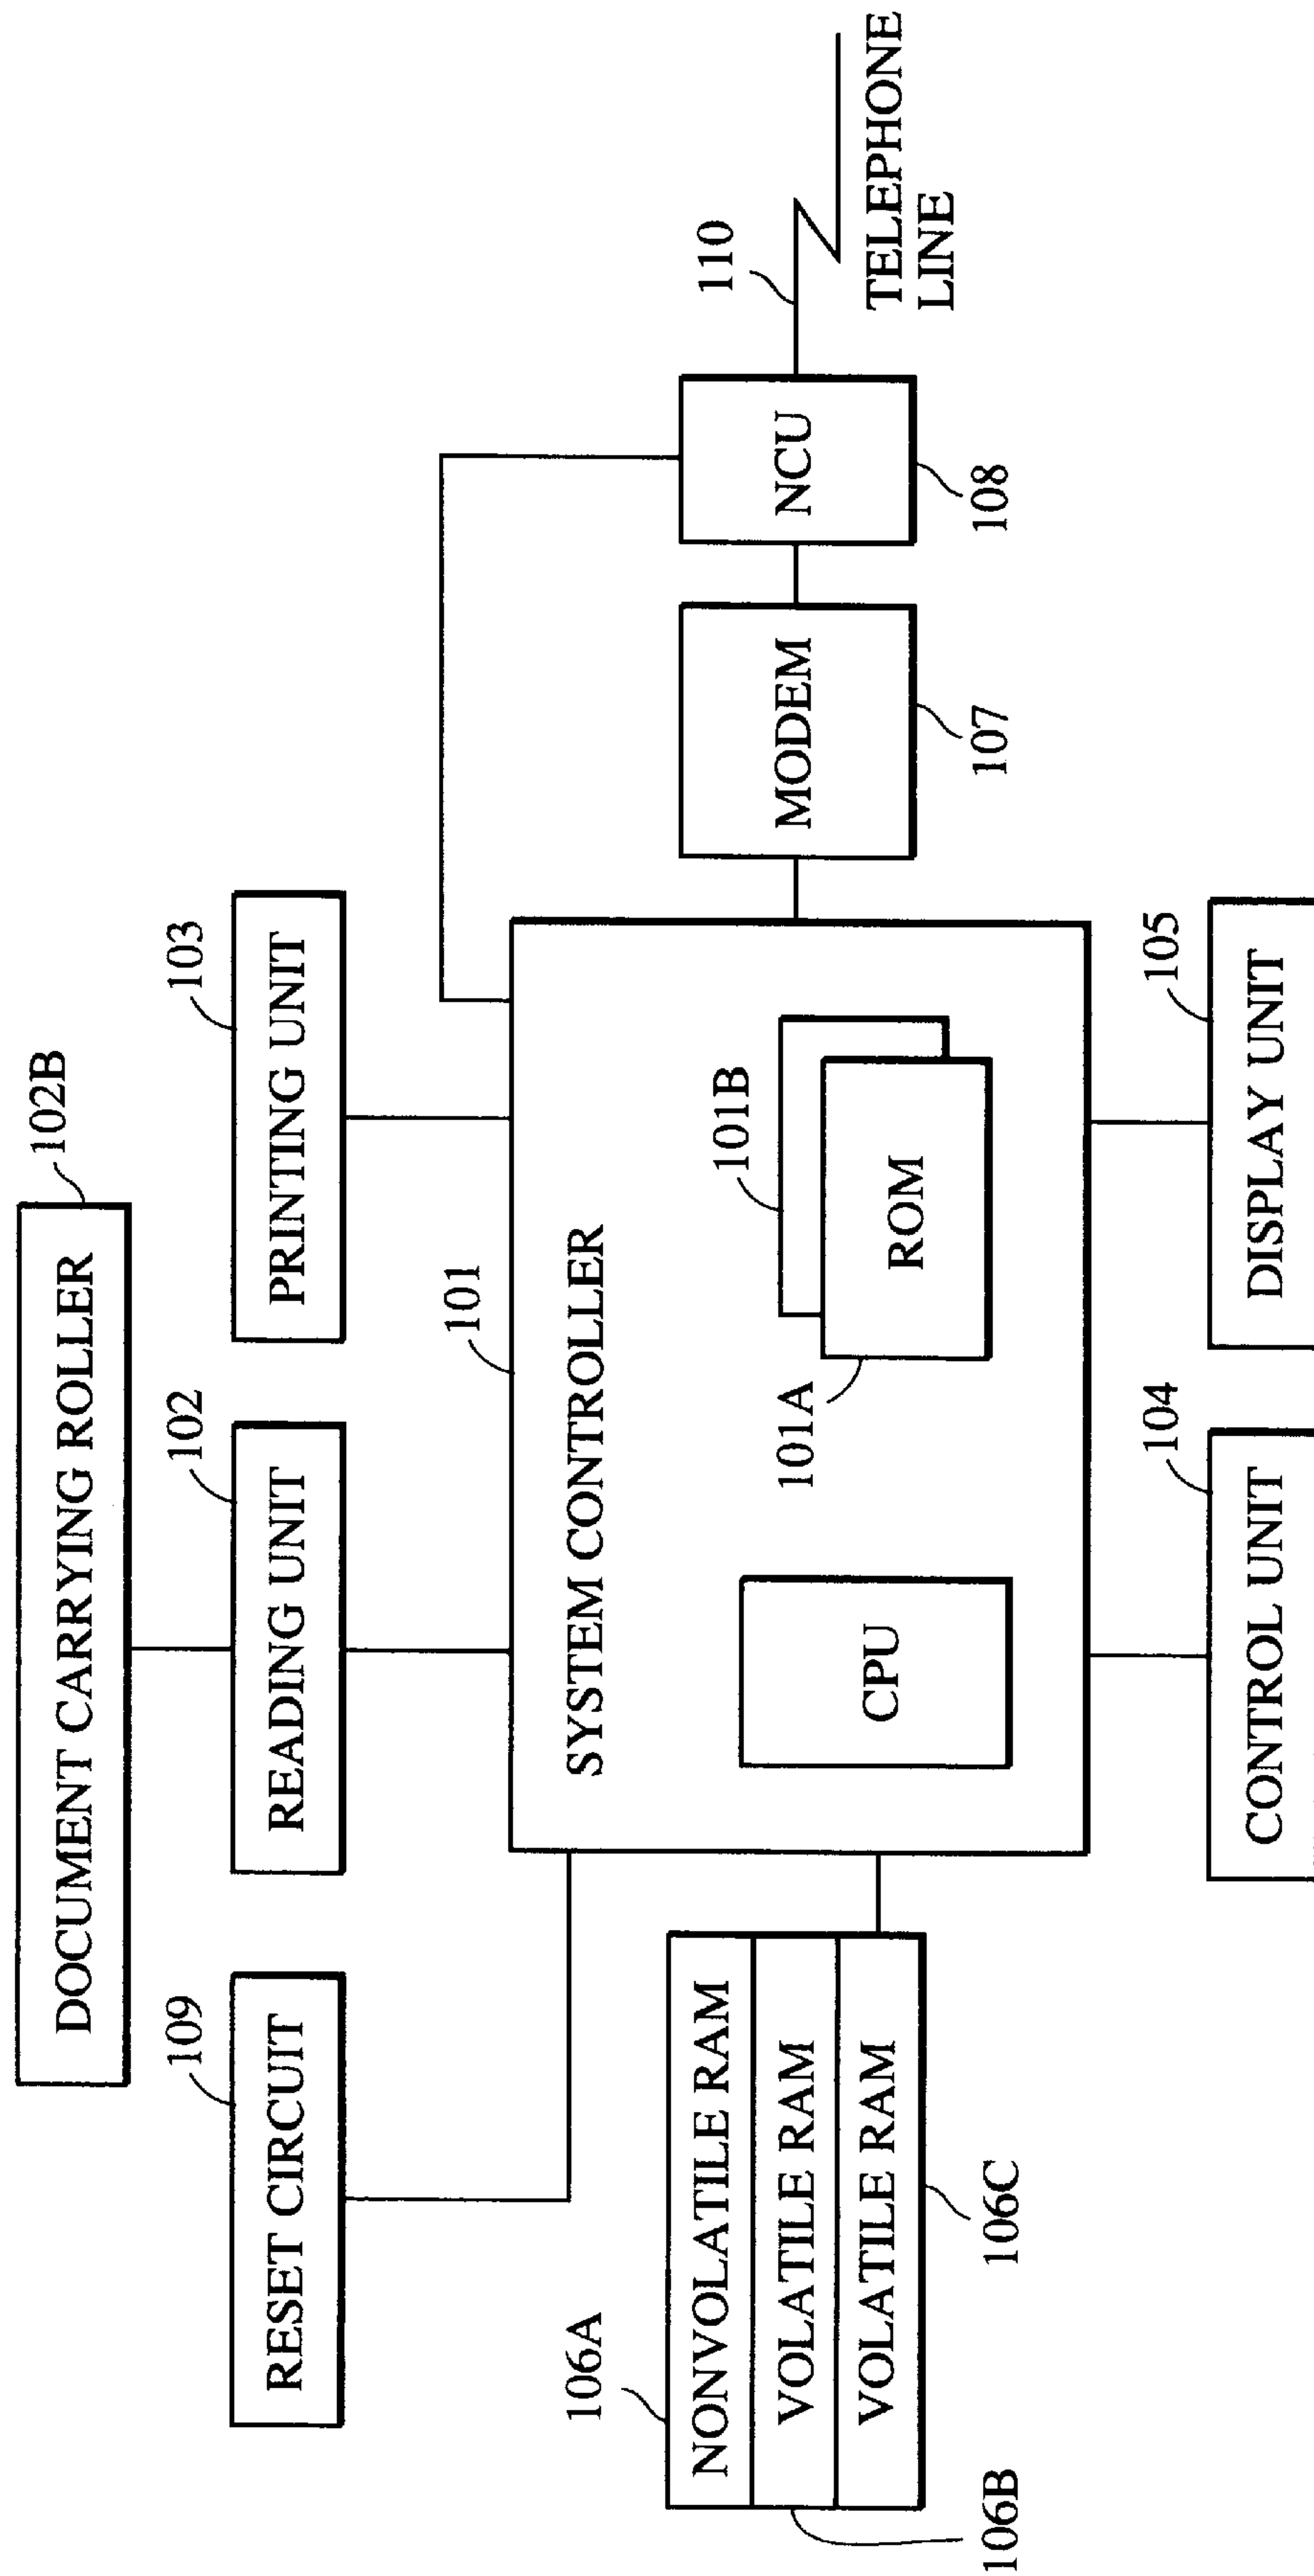 DOCUMENT CARRYING ROLLER
102B
109
102
103
RESET CIRCUIT
READING UNIT
PRINTING UNIT
101
SYSTEM CONTROLLER
106A
NONVOLATILE RAM
VOLATILE RAM
VOLATILE RAM
106B
106C
CPU
101B
101A
ROM
MODEM
107
NCU
108
110
TELEPHONE
LINE
104
105
CONTROL UNIT
DISPLAY UNIT